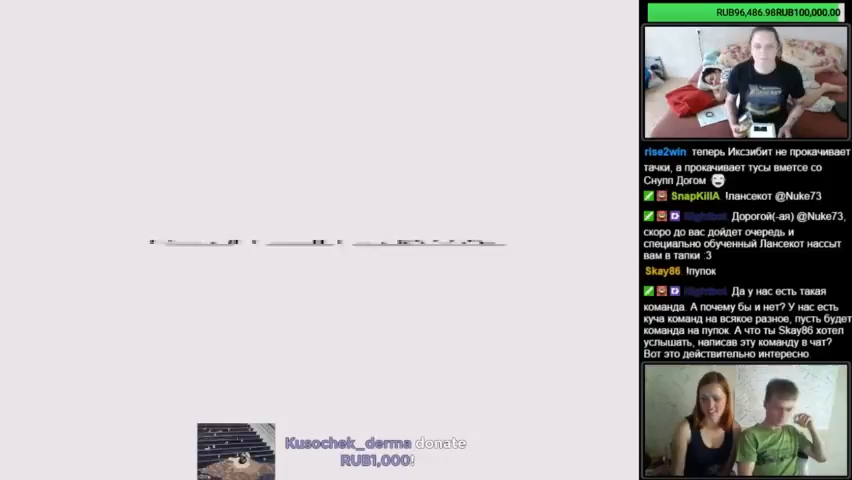 RUB96,486.98RUB100,000.00
rise2win теперь Иксзибит не прокачивает
тачки, а прокачивает тусы вметсе со
Снупп Догом
SnapKillA !лансекот @Nuke73
Nightbot Дорогой(-ая) @Nuke73,
скоро до вас дойдет очередь и
специально обученный Лансекот нассыт
вам в тапки :3
Skay86 !пупок
Nightbot Да у нас есть такая
команда. А почему бы и нет? У нас есть
куча команд на всякое разное, пусть будет
команда на пупок. А что ты Skay86 хотел
услышать, написав эту команду в чат?
Вот это действительно интересно
Kusochek_derma donate
RUB1,000!